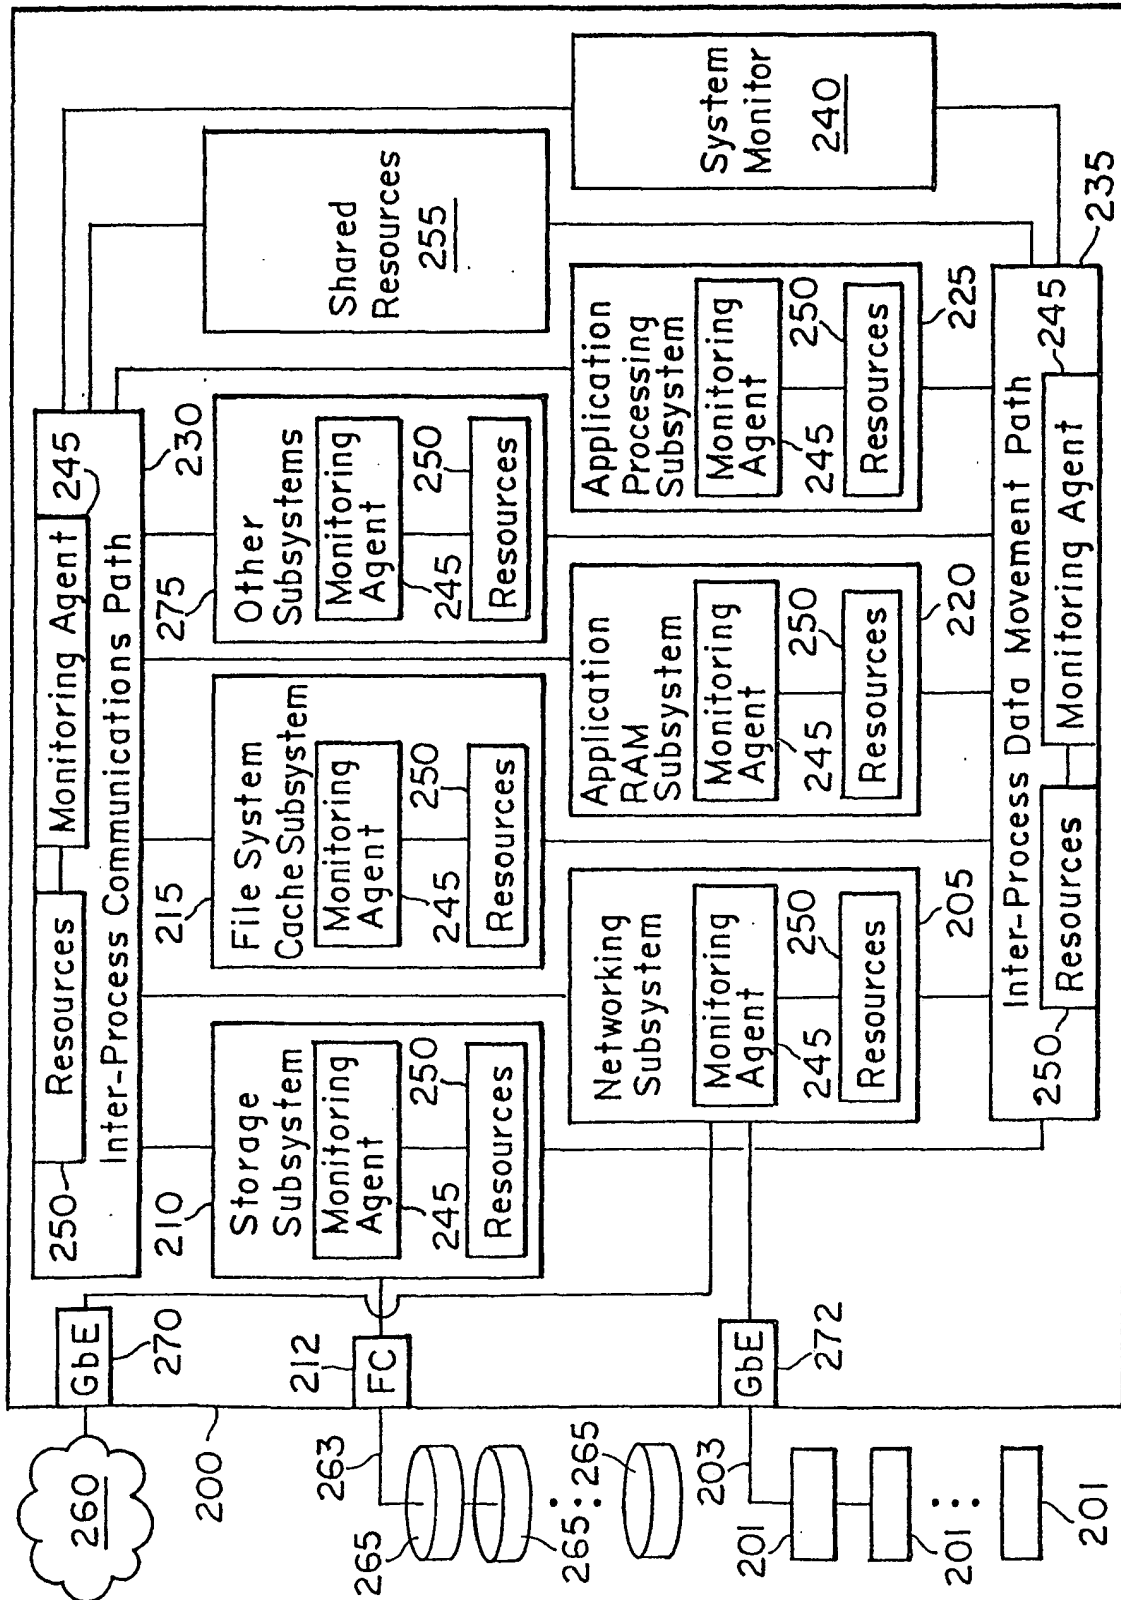 250
Resources
Monitoring Agent
245
Inter-Process Communications Path
230
GbE
270
260
200
210
Storage
Subsystem
Monitoring
Agent
245
250
Resources
215
File System
Cache Subsystem
Monitoring
Agent
245
250
Resources
275
Other
Subsystems
Monitoring
Agent
245
250
Resources
Shared
Resources
255
212
FC
263
265
265
265
Networking
Subsystem
Monitoring
Agent
245
250
Resources
205
Application
RAM
Subsystem
Monitoring
Agent
245
250
Resources
220
Application
Processing
Subsystem
Monitoring
Agent
245
250
Resources
225
System
Monitor
240
GbE
272
203
201
201
201
Inter-Process Data Movement Path
235
250
Resources
Monitoring Agent
245